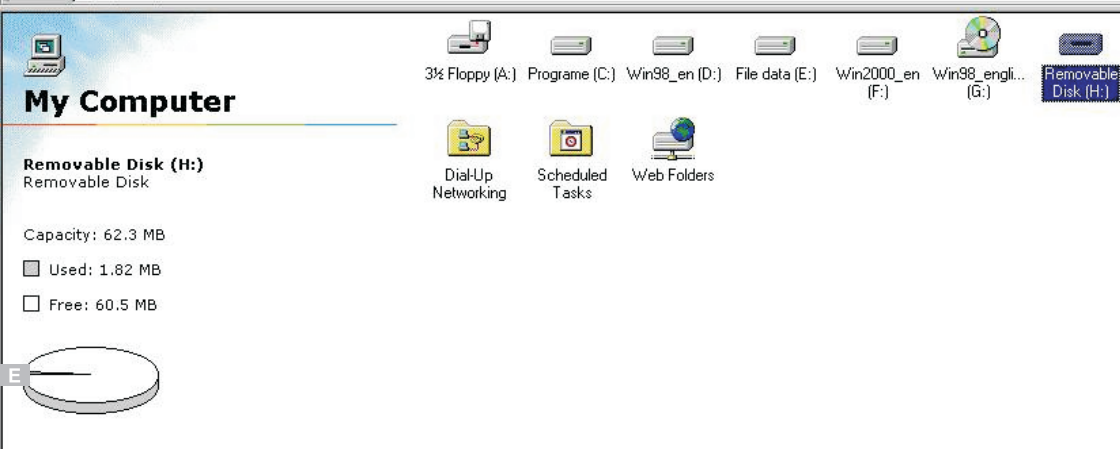 3½ Floppy (A:) Programe (C:) Win98_en (D:) File data (E:) Win2000_en (F:) Win98_engli... (G:) Removable Disk (H:)
My Computer
Dial-Up Networking Scheduled Tasks Web Folders
Removable Disk (H:)
Removable Disk
Capacity: 62.3 MB
Used: 1.82 MB
Free: 60.5 MB
E